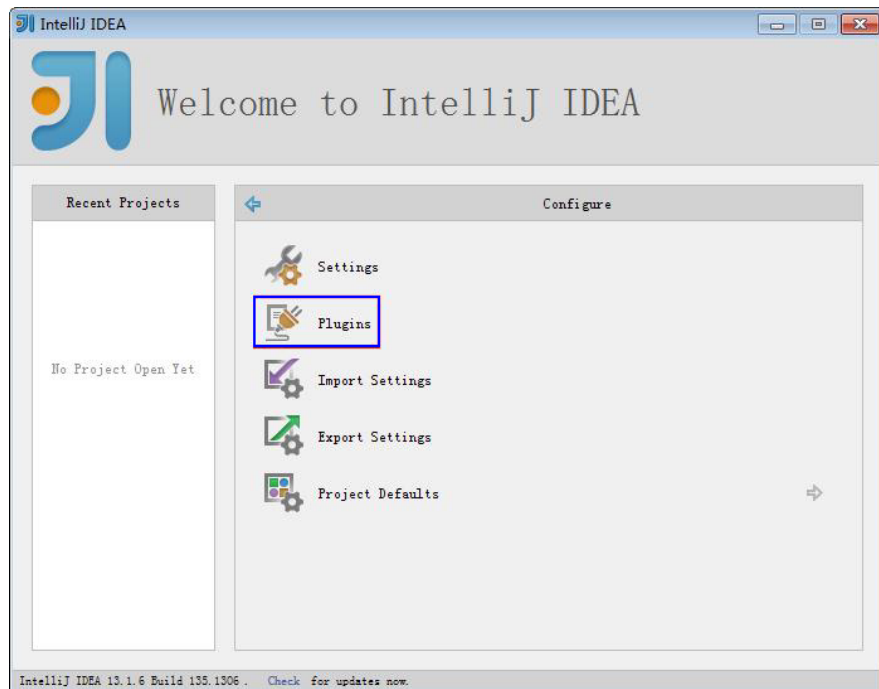 IntelliJ IDEA
Welcome to IntelliJ IDEA
Recent Projects
Configure
Settings
Plugins
No Project Open Yet
Import Settings
Export Settings
Project Defaults
IntelliJ IDEA 13.1.6 Build 135.1306 . Check for updates now.